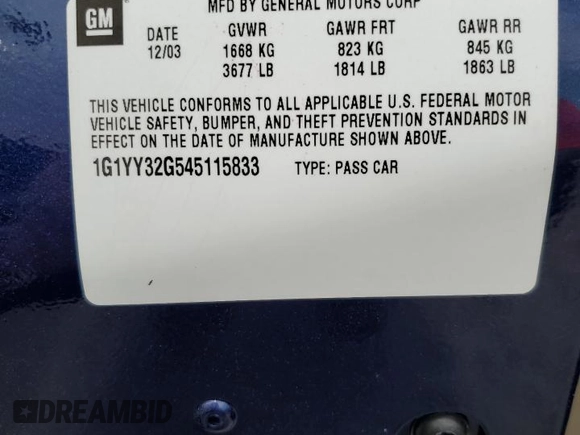 MFD BY GENERAL MOTORS CORP
GM
DATE GVWR GAWR FRT GAWR RR
12/03 1668 KG 823 KG 845 KG
3677 LB 1814 LB 1863 LB
THIS VEHICLE CONFORMS TO ALL APPLICABLE U.S. FEDERAL MOTOR
VEHICLE SAFETY, BUMPER, AND THEFT PREVENTION STANDARDS IN
EFFECT ON THE DATE OF MANUFACTURE SHOWN ABOVE.
1G1YY32G545115833 TYPE: PASS CAR
DREAMBID